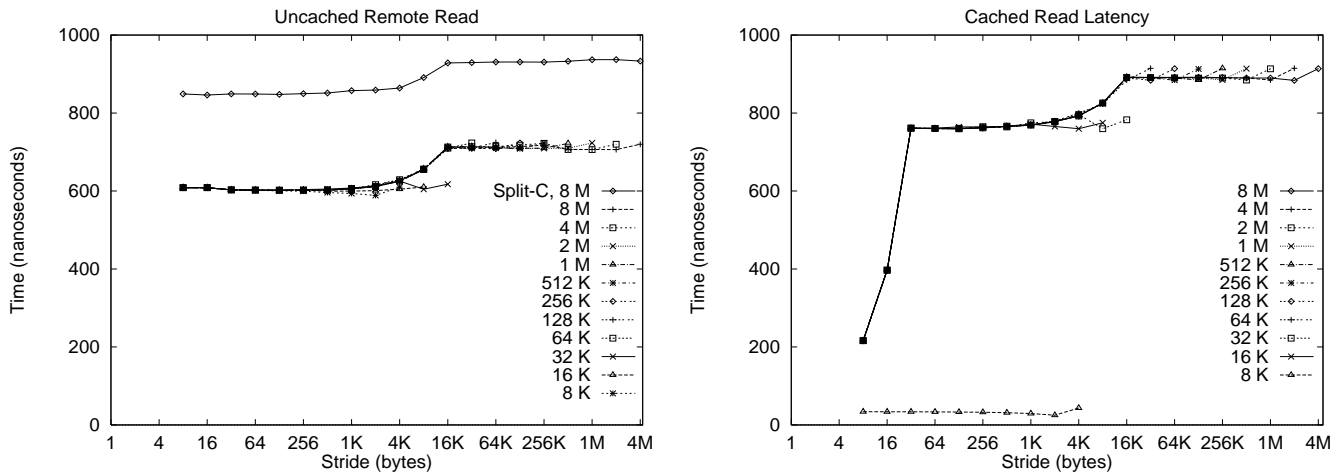 Uncached Remote Read
1000
800
600
400
200
0
Time (nanoseconds)
Split-C, 8 M
8 M
4 M
2 M
1 M
512 K
256 K
128 K
64 K
32 K
16 K
8 K
1 4 16 64 256 1K 4K 16K 64K 256K 1M 4M
Stride (bytes)
Cached Read Latency
1000
800
600
400
200
0
Time (nanoseconds)
8 M
4 M
2 M
1 M
512 K
256 K
128 K
64 K
32 K
16 K
8 K
1 4 16 64 256 1K 4K 16K 64K 256K 1M 4M
Stride (bytes)